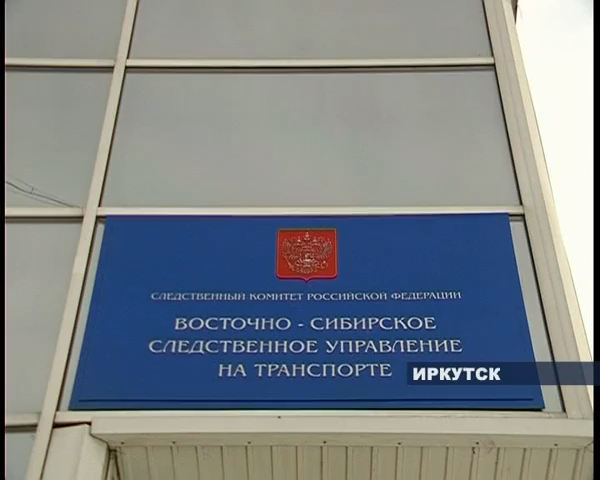 СЛЕДСТВЕННЫЙ КОМИТЕТ РОССИЙСКОЙ ФЕДЕРАЦИИ
ВОСТОЧНО - СИБИРСКОЕ
СЛЕДСТВЕННОЕ УПРАВЛЕНИЕ
НА ТРАНСПОРТЕ
ИРКУТСК